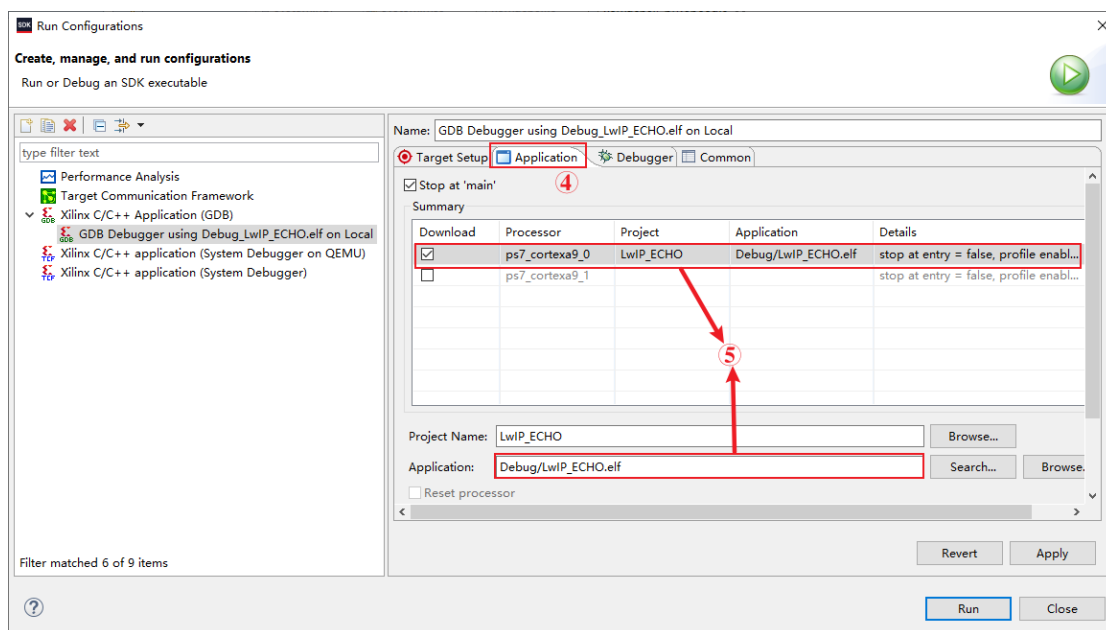 SDK Run Configurations
Create, manage, and run configurations
Run or Debug an SDK executable
type filter text
Performance Analysis
Target Communication Framework
GDB Xilinx C/C++ Application (GDB)
GDB GDB Debugger using Debug_LwIP_ECHO.elf on Local
TCF Xilinx C/C++ application (System Debugger on QEMU)
TCF Xilinx C/C++ application (System Debugger)
Filter matched 6 of 9 items
Name: GDB Debugger using Debug_LwIP_ECHO.elf on Local
Target Setup Application Debugger Common
Stop at 'main' ④
Summary
Download Processor Project Application Details
ps7_cortexa9_0 LwIP_ECHO Debug/LwIP_ECHO.elf stop at entry = false, profile enabl...
ps7_cortexa9_1 stop at entry = false, profile enabl...
⑤
Project Name: LwIP_ECHO Browse...
Application: Debug/LwIP_ECHO.elf Search... Browse.
Reset processor
Revert Apply
? Run Close